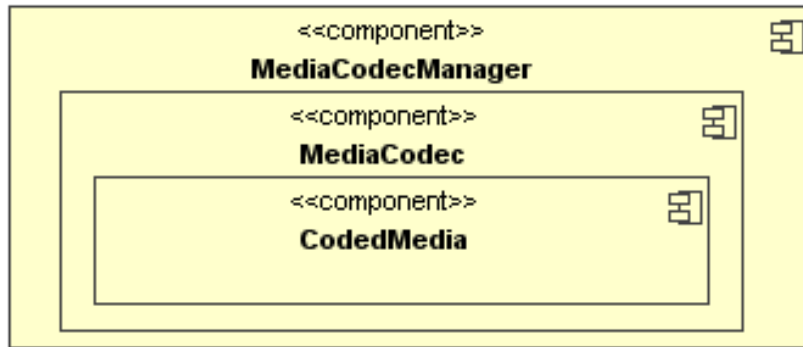 <<component>>
MediaCodecManager
<<component>>
MediaCodec
<<component>>
CodedMedia